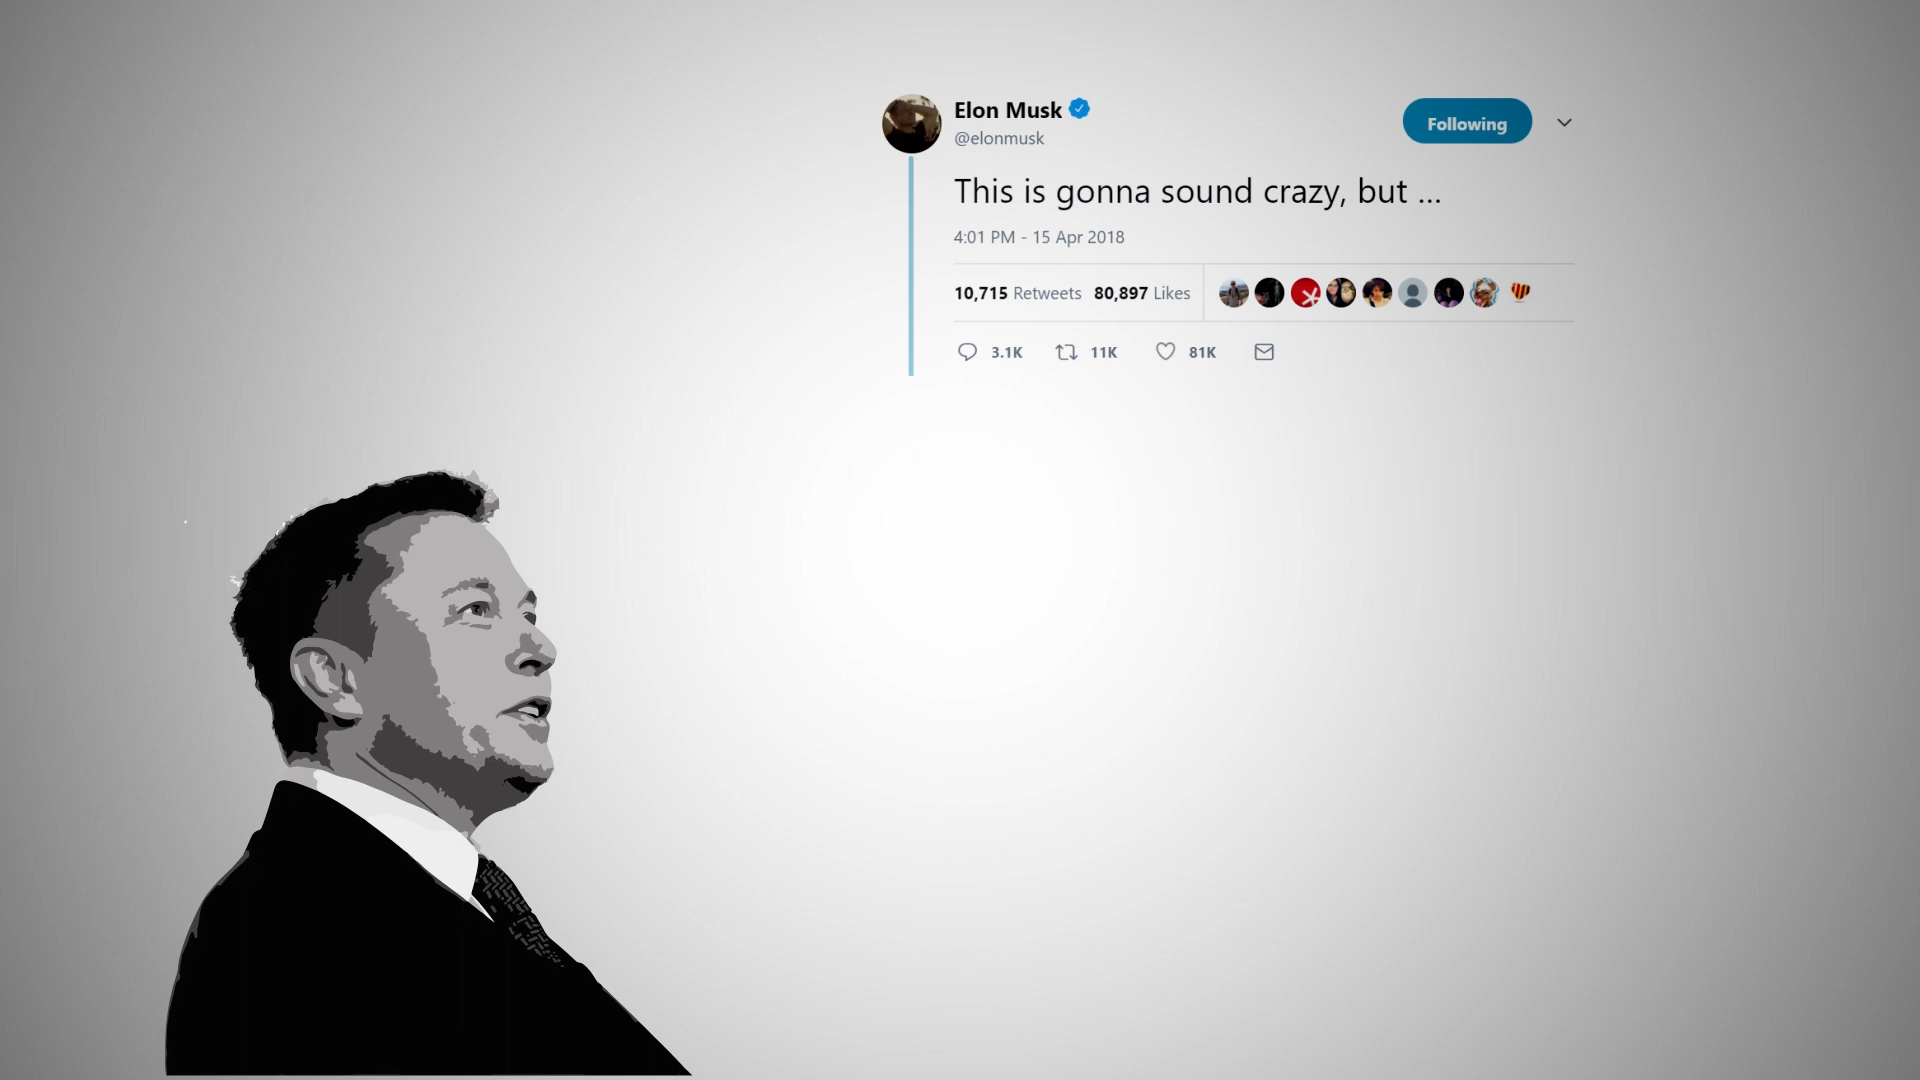 Elon Musk
@elonmusk
Following
This is gonna sound crazy, but ...
4:01 PM - 15 Apr 2018
10,715 Retweets 80,897 Likes
3.1K 11K 81K